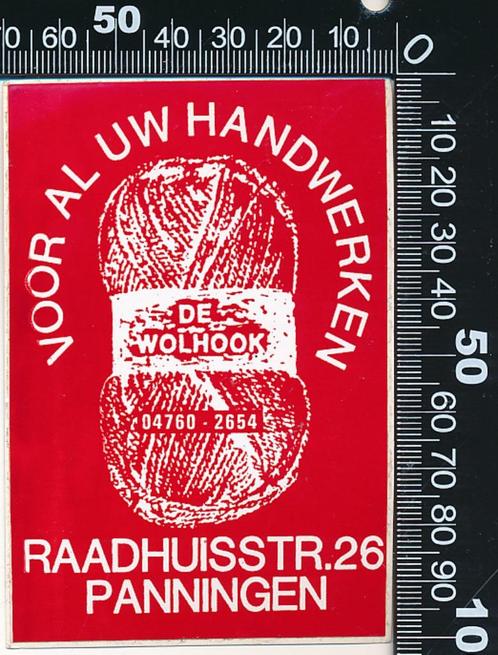 0 60 50 40 30 20 10 0
VOOR AL UW HANDWERKEN
DE
WOLHOOK
04760 - 2654
RAADHUISSTR.26
PANNINGEN
10 20 30 40 50 60 70 80 90 10